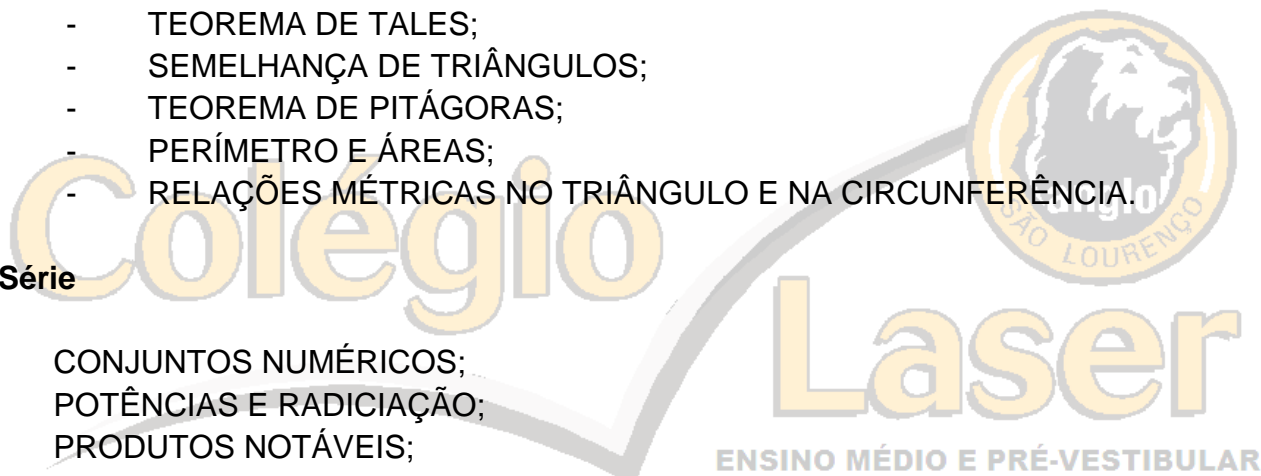 - TEOREMA DE TALES;
- SEMELHANÇA DE TRIÂNGULOS;
- TEOREMA DE PITÁGORAS;
- PERÍMETRO E ÁREAS;
- RELAÇÕES MÉTRICAS NO TRIÂNGULO E NA CIRCUNFERÊNCIA.
anglo
SÃO LOURENÇO
Colégio
Série
Laser
CONJUNTOS NUMÉRICOS;
POTÊNCIAS E RADICIAÇÃO;
PRODUTOS NOTÁVEIS;
ENSINO MÉDIO E PRÉ-VESTIBULAR